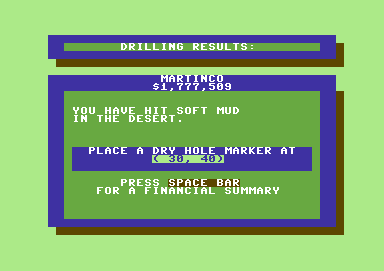 DRILLING RESULTS:
MARTINCO
$1,777,509
YOU HAVE HIT SOFT MUD
IN THE DESERT.
PLACE A DRY HOLE MARKER AT
( 30, 40)
PRESS SPACE BAR
FOR A FINANCIAL SUMMARY